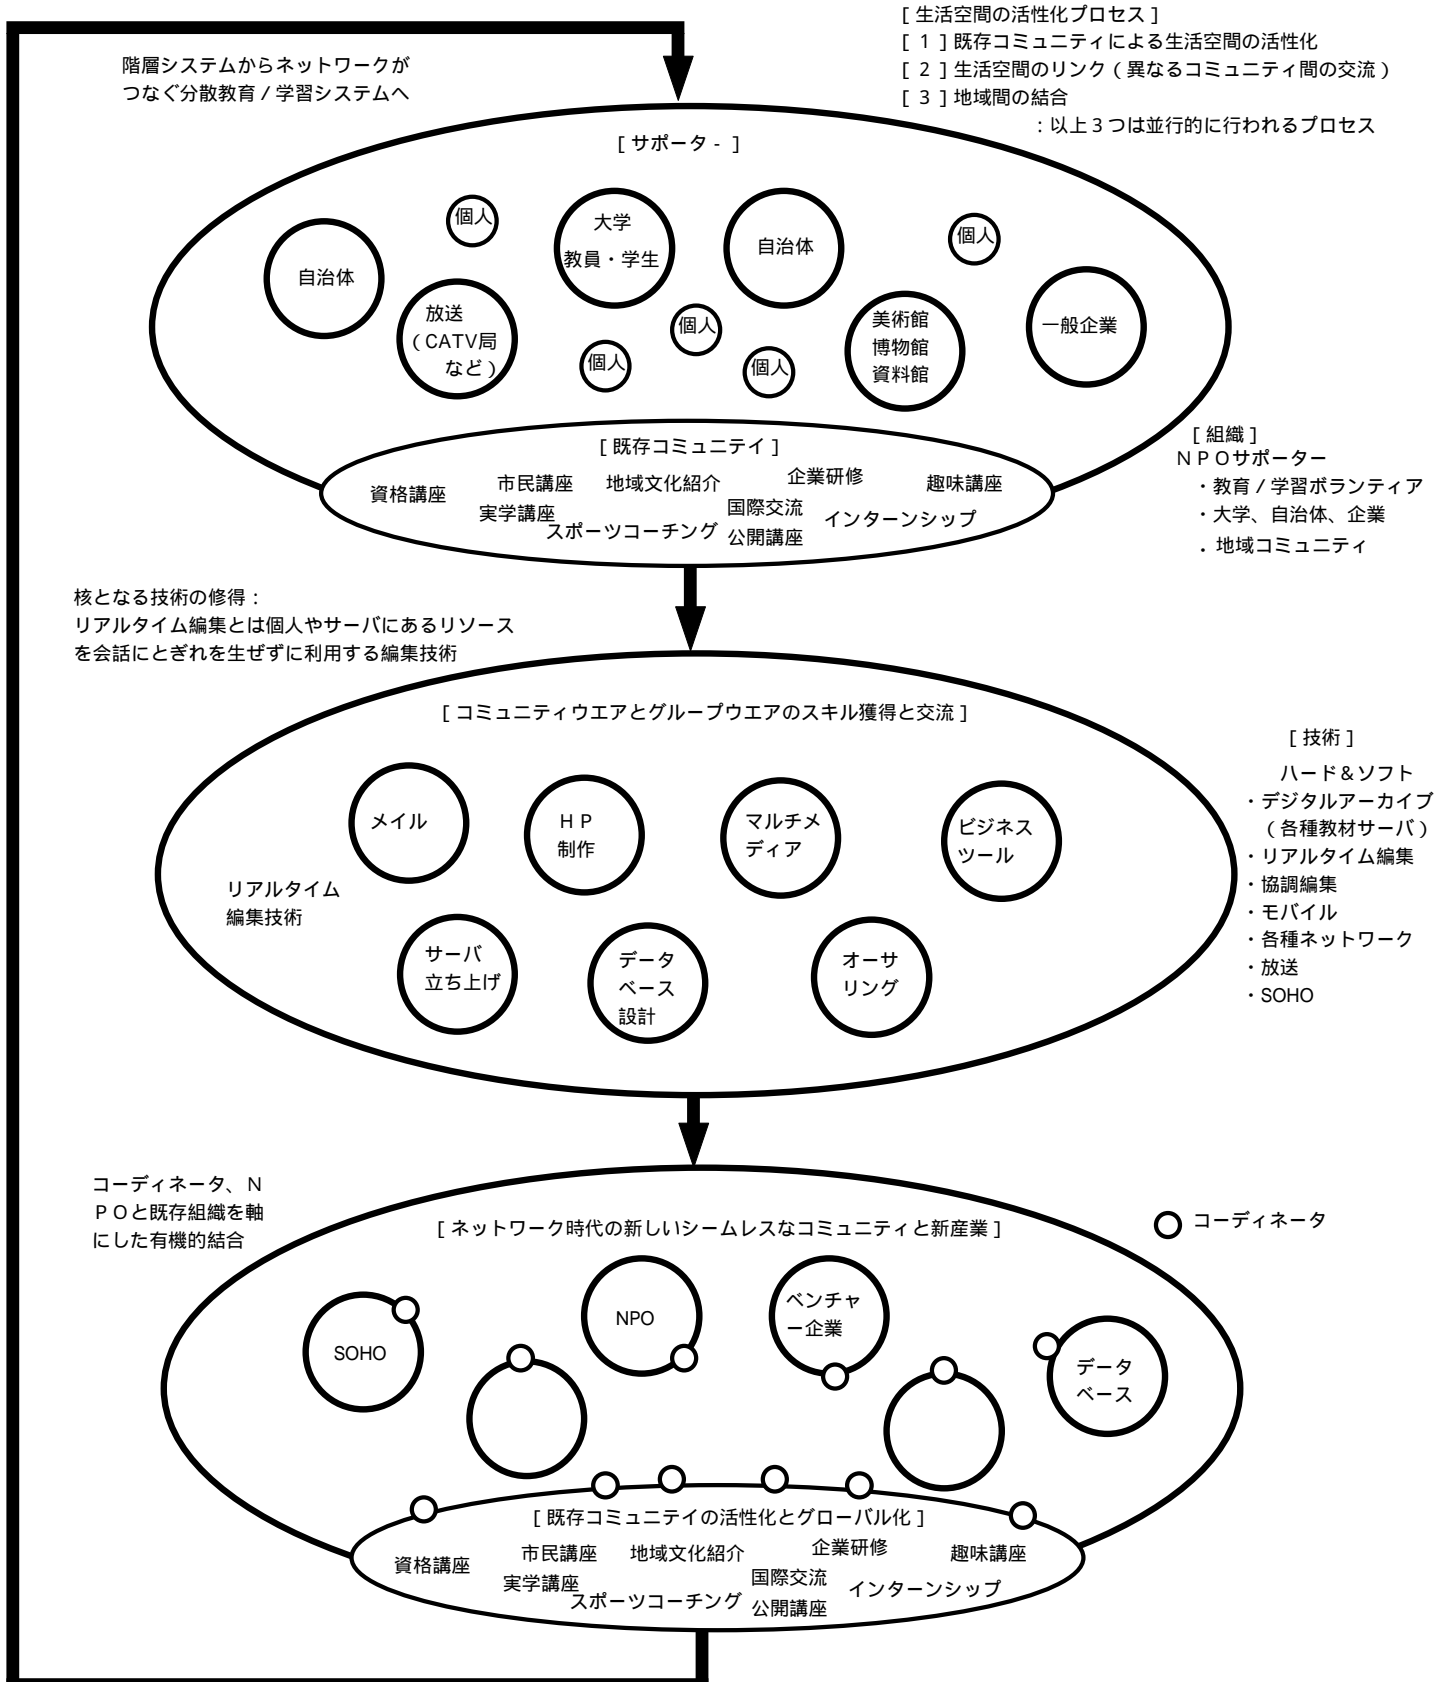 [ 生活空間の活性化プロセス ]
[ 1 ] 既存コミュニティによる生活空間の活性化
[ 2 ] 生活空間のリンク ( 異なるコミュニティ間の交流 )
[ 3 ] 地域間の結合
: 以上３つは並行的に行われるプロセス
階層システムからネットワークが
つなぐ分散教育 / 学習システムへ
[ サポータ - ]
自治体
個人
大学
教員・学生
自治体
個人
放送
( CATV局
など )
個人
個人
個人
美術館
博物館
資料館
一般企業
[ 既存コミュニテイ ]
資格講座
市民講座
地域文化紹介
企業研修
趣味講座
実学講座
スポーツコーチング
国際交流
公開講座
インターンシップ
[ 組織 ]
ＮＰＯサポーター
・教育 / 学習ボランティア
・大学、自治体、企業
．地域コミュニティ
核となる技術の修得 :
リアルタイム編集とは個人やサーバにあるリソース
を会話にとぎれを生ぜずに利用する編集技術
[ コミュニティウエアとグループウエアのスキル獲得と交流 ]
メイル
ＨＰ
制作
マルチメ
ディア
ビジネス
ツール
リアルタイム
編集技術
サーバ
立ち上げ
データ
ベース
設計
オーサ
リング
[ 技術 ]
ハード＆ソフト
・デジタルアーカイブ
( 各種教材サーバ )
・リアルタイム編集
・協調編集
・モバイル
・各種ネットワーク
・放送
・SOHO
コーディネータ、Ｎ
ＰＯと既存組織を軸
にした有機的結合
[ ネットワーク時代の新しいシームレスなコミュニティと新産業 ]
コーディネータ
SOHO
NPO
ベンチャ
ー企業
データ
ベース
[ 既存コミュニテイの活性化とグローバル化 ]
資格講座
市民講座
地域文化紹介
企業研修
趣味講座
実学講座
スポーツコーチング
国際交流
公開講座
インターンシップ